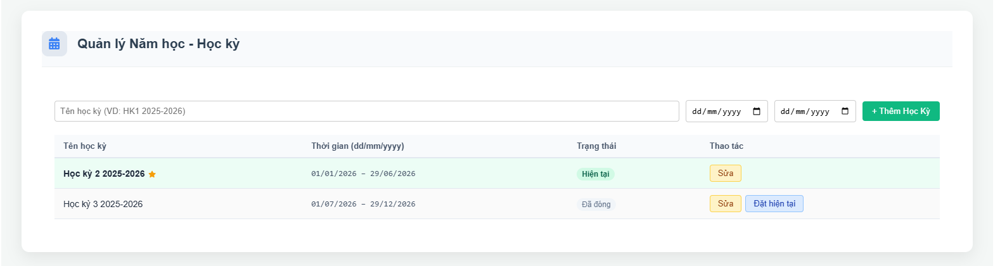 Quản lý Năm học - Học kỳ
Tên học kỳ (VD: HK1 2025-2026) dd/mm/yyyy dd/mm/yyyy + Thêm Học Kỳ
Tên học kỳ Thời gian (dd/mm/yyyy) Trạng thái Thao tác
Học kỳ 2 2025-2026 01/01/2026 – 29/06/2026 Hiện tại Sửa
Học kỳ 3 2025-2026 01/07/2026 – 29/12/2026 Đã đóng Sửa Đặt hiện tại